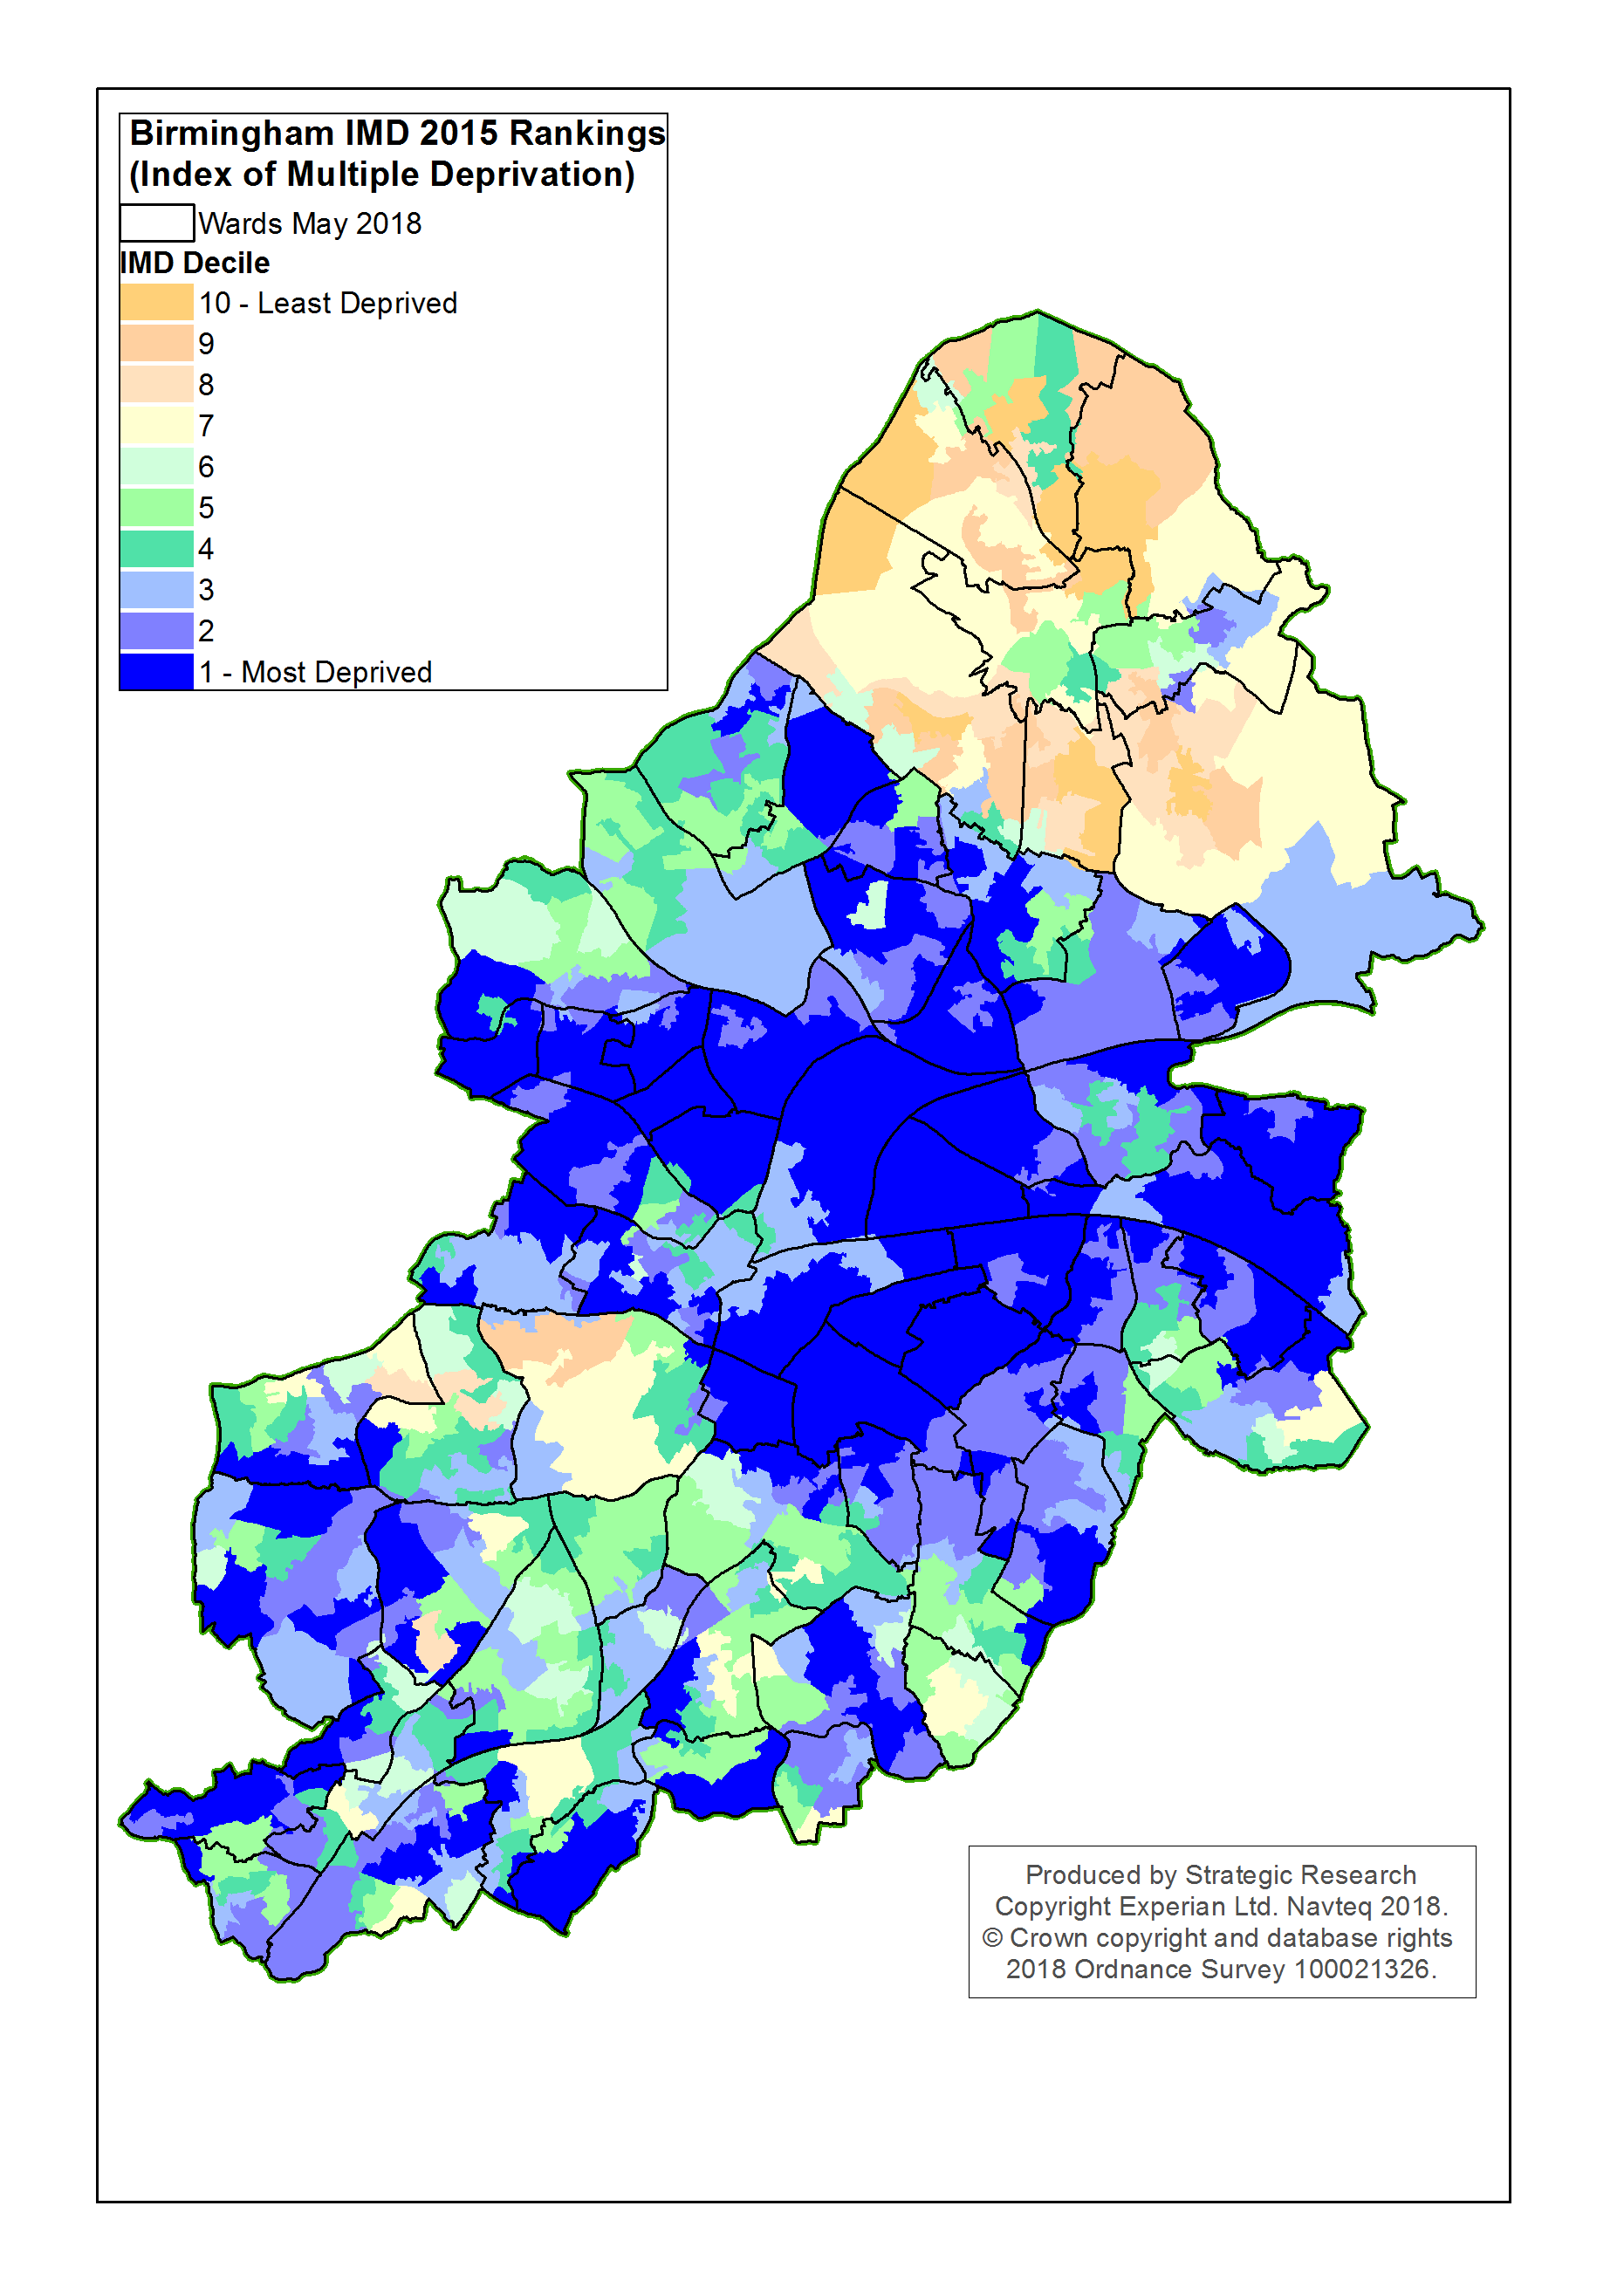 Birmingham IMD 2015 Rankings
(Index of Multiple Deprivation)
Wards May 2018
IMD Decile
10 - Least Deprived
9
8
7
6
5
4
3
2
1 - Most Deprived
Produced by Strategic Research
Copyright Experian Ltd. Navteq 2018.
© Crown copyright and database rights
2018 Ordnance Survey 100021326.